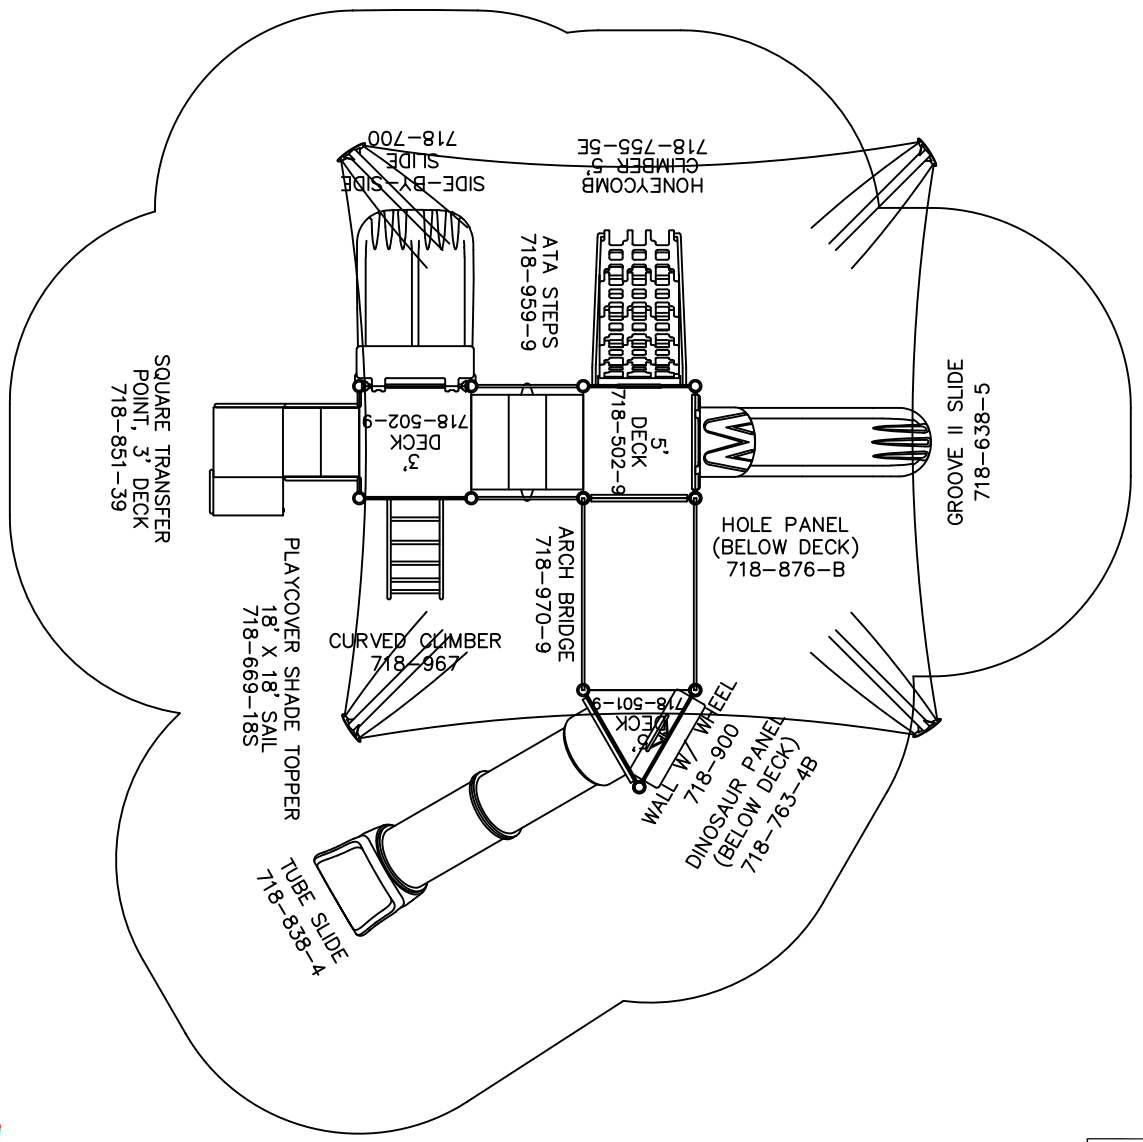 SIDE-BY-SIDE
SLIDE
718-700
HONEYCOMB
CLIMBER 5'
718-755-5E
ATA STEPS
718-959-9
SQUARE TRANSFER
POINT, 3' DECK
718-851-39
3'
DECK
718-502-9
5'
DECK
718-502-9
GROOVE II SLIDE
718-638-5
HOLE PANEL
(BELOW DECK)
718-876-B
ARCH BRIDGE
718-970-9
PLAYCOVER SHADE TOPPER
18' X 18' SAIL
718-669-18S
CURVED CLIMBER
718-967
DECK
718-501-9
WALL W/ WHEEL
718-900
DINOSAUR PANEL
(BELOW DECK)
718-763-4B
TUBE SLIDE
718-838-4